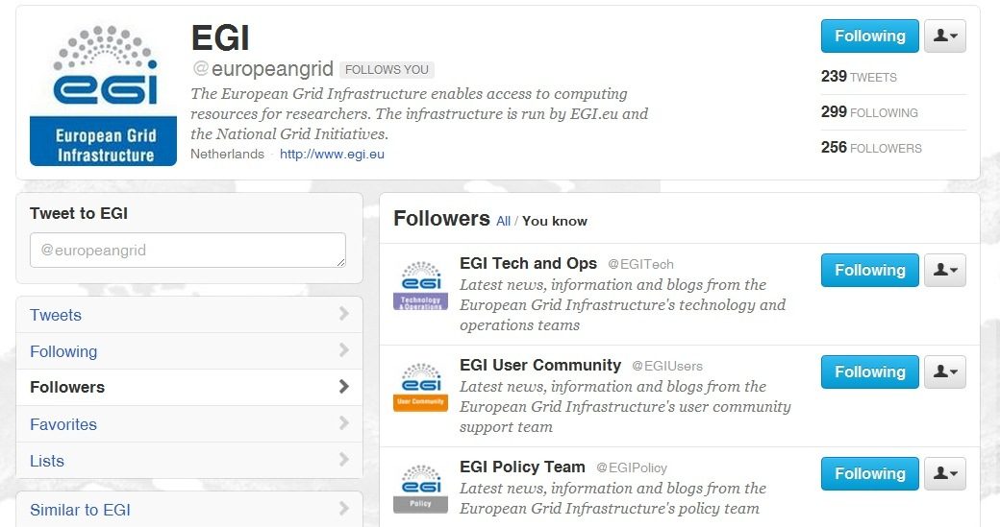 egi
European Grid
Infrastructure
EGI
@europeangrid FOLLOWS YOU
The European Grid Infrastructure enables access to computing
resources for researchers. The infrastructure is run by EGI.eu and
the National Grid Initiatives.
Netherlands · http://www.egi.eu
Following
239 TWEETS
299 FOLLOWING
256 FOLLOWERS
Tweet to EGI
@europeangrid
Tweets
Following
Followers
Favorites
Lists
Similar to EGI
Followers All / You know
egi
Technology
& Operations
EGI Tech and Ops @EGITech
Latest news, information and blogs from the
European Grid Infrastructure's technology and
operations teams
Following
egi
User Community
EGI User Community @EGIUsers
Latest news, information and blogs from the
European Grid Infrastructure's user community
support team
Following
egi
Policy
EGI Policy Team @EGIPolicy
Latest news, information and blogs from the
European Grid Infrastructure's policy team
Following